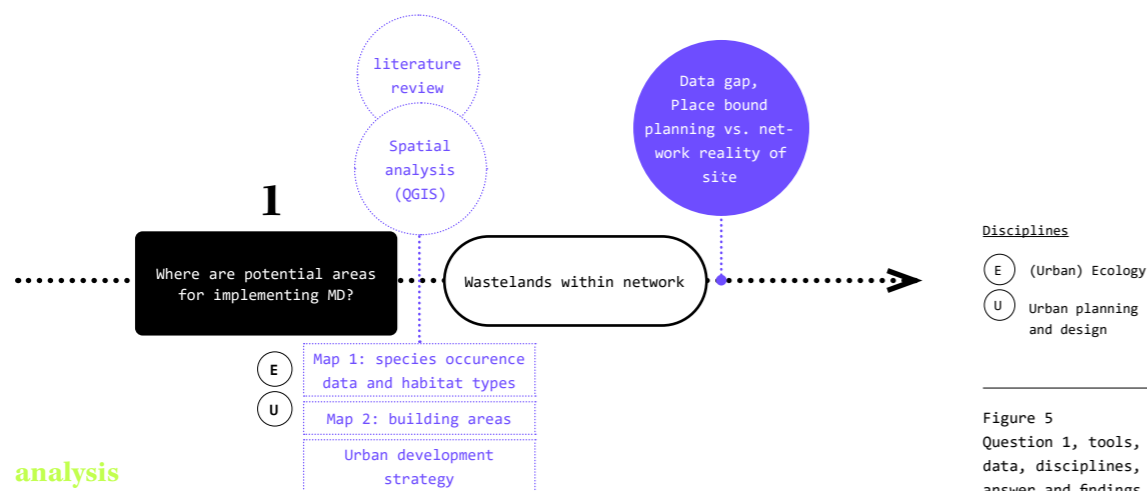 literature
review
Spatial
analysis
(QGIS)
Data gap,
Place bound
planning vs. net-
work reality of
site
1
Where are potential areas
for implementing MD?
Wastelands within network
E
U
Map 1: species occurence
data and habitat types
Map 2: building areas
Urban development
strategy
analysis
Disciplines
E (Urban) Ecology
U Urban planning
and design
Figure 5
Question 1, tools,
data, disciplines,
answer and findings